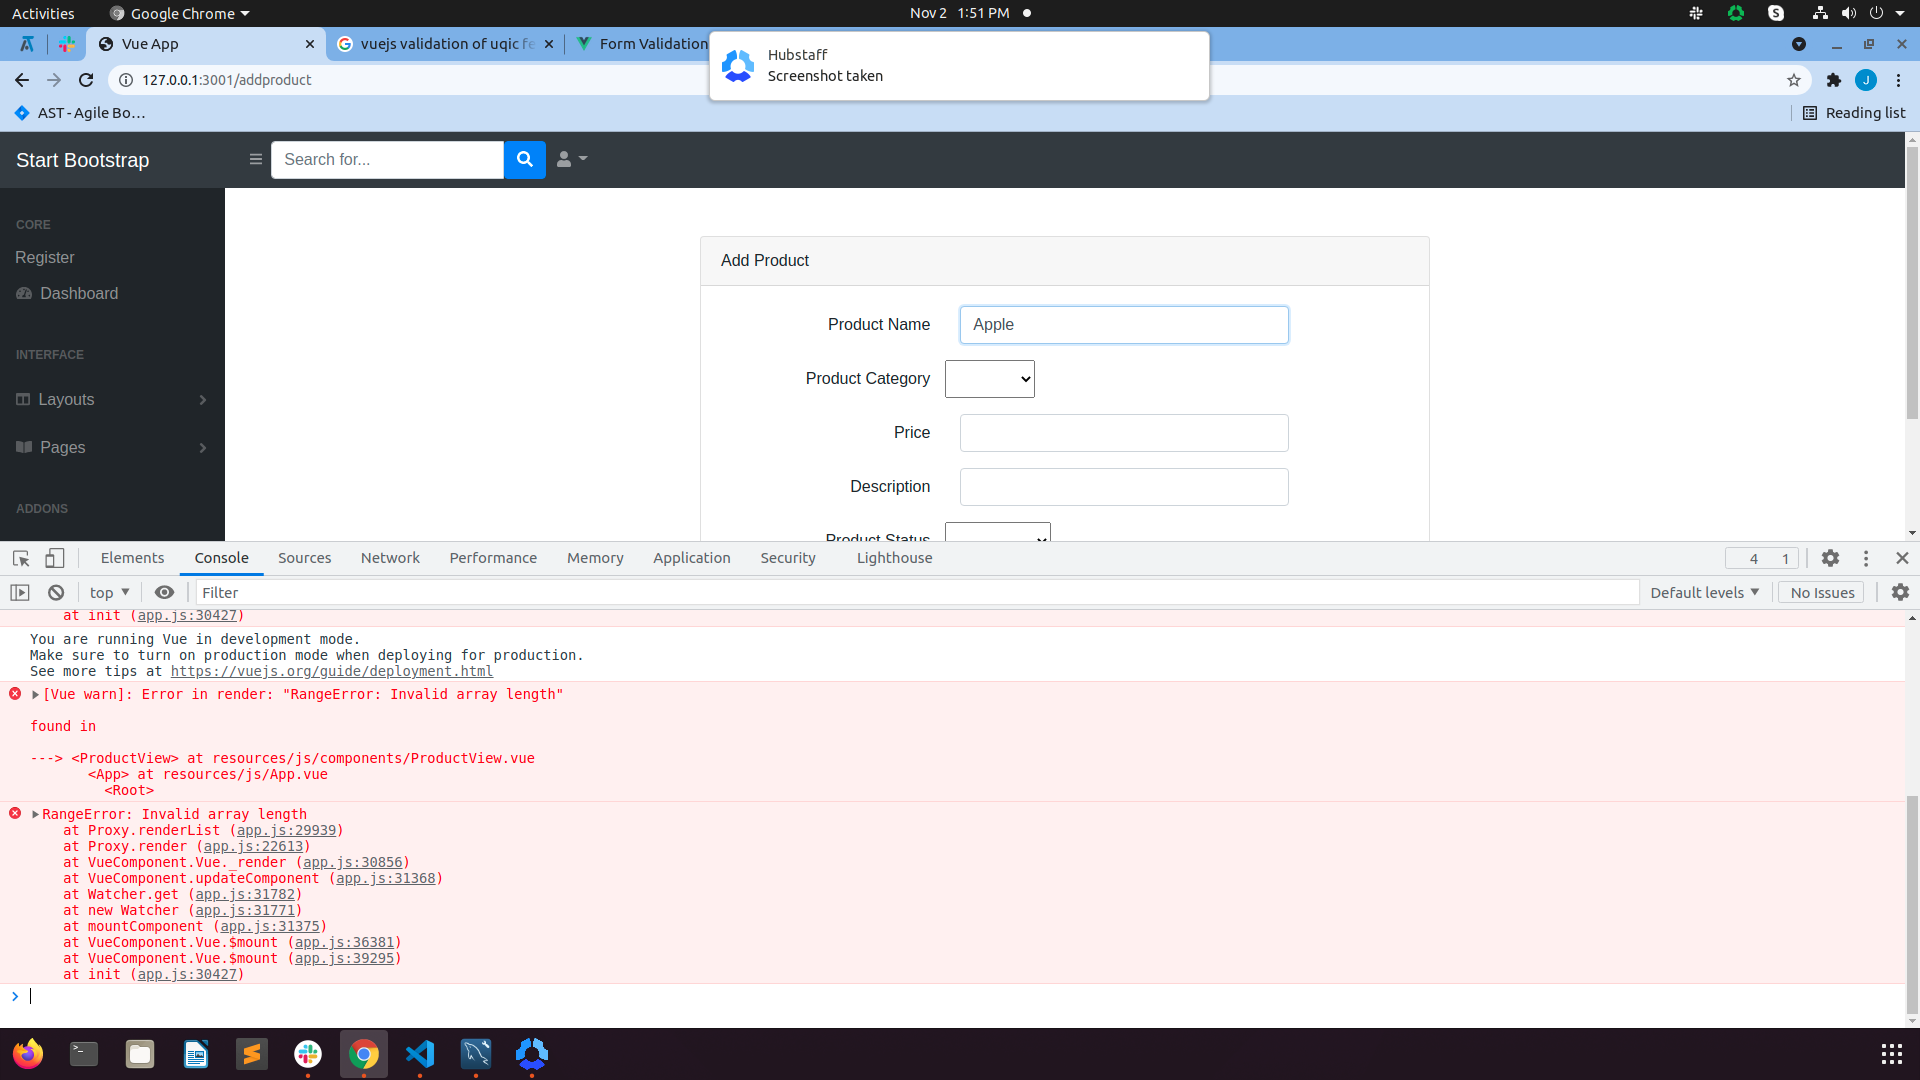 Activities
Google Chrome
Nov 2 1:51 PM
Vue App
vuejs validation of uqic fe
Form Validation
Hubstaff
Screenshot taken
127.0.0.1:3001/addproduct
J
AST - Agile Bo…
Reading list
Start Bootstrap
Search for...
CORE
Register
Dashboard
INTERFACE
Layouts
Pages
ADDONS
Add Product
Product Name
Apple
Product Category
Price
Description
Product Status
Elements
Console
Sources
Network
Performance
Memory
Application
Security
Lighthouse
4
1
top
Filter
Default levels
No Issues
at init (app.js:30427)
You are running Vue in development mode.
Make sure to turn on production mode when deploying for production.
See more tips at https://vuejs.org/guide/deployment.html
[Vue warn]: Error in render: "RangeError: Invalid array length"
found in
---> <ProductView> at resources/js/components/ProductView.vue
<App> at resources/js/App.vue
<Root>
RangeError: Invalid array length
at Proxy.renderList (app.js:29939)
at Proxy.render (app.js:22613)
at VueComponent.Vue._render (app.js:30856)
at VueComponent.updateComponent (app.js:31368)
at Watcher.get (app.js:31782)
at new Watcher (app.js:31771)
at mountComponent (app.js:31375)
at VueComponent.Vue.$mount (app.js:36381)
at VueComponent.Vue.$mount (app.js:39295)
at init (app.js:30427)